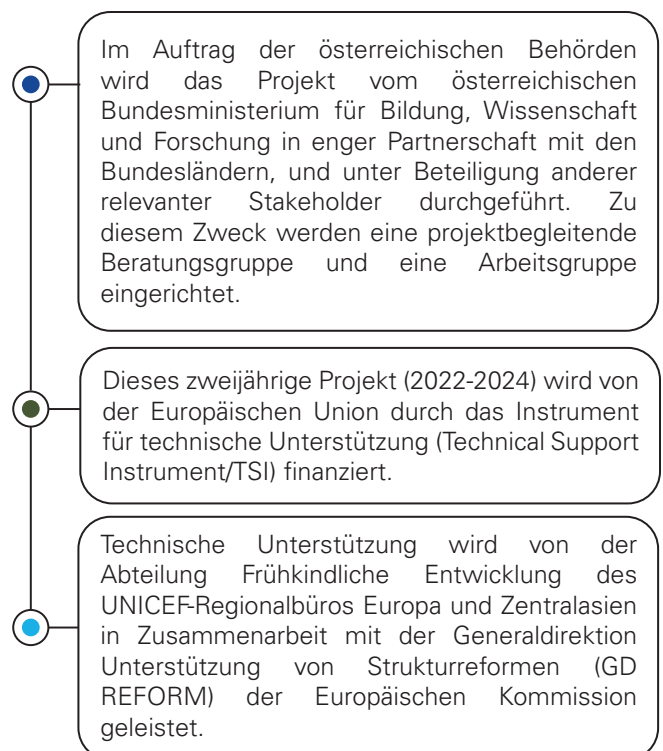 Im Auftrag der österreichischen Behörden
wird das Projekt vom österreichischen
Bundesministerium für Bildung, Wissenschaft
und Forschung in enger Partnerschaft mit den
Bundesländern, und unter Beteiligung anderer
relevanter Stakeholder durchgeführt. Zu
diesem Zweck werden eine projektbegleitende
Beratungsgruppe und eine Arbeitsgruppe
eingerichtet.
Dieses zweijährige Projekt (2022-2024) wird von
der Europäischen Union durch das Instrument
für technische Unterstützung (Technical Support
Instrument/TSI) finanziert.
Technische Unterstützung wird von der
Abteilung Frühkindliche Entwicklung des
UNICEF-Regionalbüros Europa und Zentralasien
in Zusammenarbeit mit der Generaldirektion
Unterstützung von Strukturreformen (GD
REFORM) der Europäischen Kommission
geleistet.